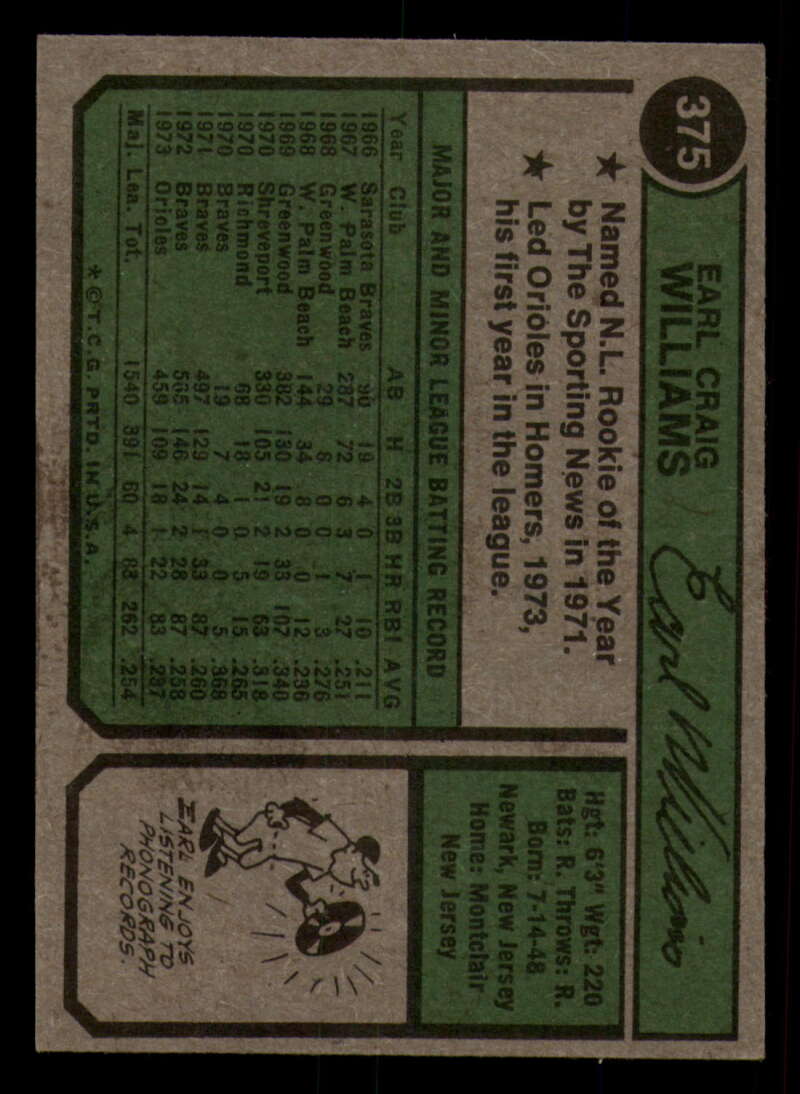 375
EARL CRAIG
WILLIAMS
Earl Williams
★ Named N.L. Rookie of the Year
by The Sporting News in 1971.
★ Led Orioles in Homers, 1973,
his first year in the league.
MAJOR AND MINOR LEAGUE BATTING RECORD
Year Club AB H 2B 3B HR RBI AVG
1966 Sarasota Braves 90 19 4 0 1 10 .211
1967 W. Palm Beach 287 72 6 3 7 27 .251
1968 Greenwood 29 8 0 0 1 3 .276
1968 W. Palm Beach 144 34 8 0 0 12 .236
1969 Greenwood 382 130 19 2 33 107 .340
1970 Shreveport 330 105 21 2 19 63 .318
1970 Richmond 68 18 1 0 5 15 .265
1970 Braves 19 7 4 0 0 5 .368
1971 Braves 497 129 14 1 33 87 .260
1972 Braves 565 146 24 2 28 87 .258
1973 Orioles 459 109 18 1 22 83 .237
Maj. Lea. Tot. 1540 391 60 4 83 262 .254
* © T.C.G. PRTD. IN U.S.A.
Hgt: 6'3" Wgt: 220
Bats: R. Throws: R.
Born: 7-14-48
Newark, New Jersey
Home: Montclair
New Jersey
EARL ENJOYS
LISTENING TO
PHONOGRAPH
RECORDS.